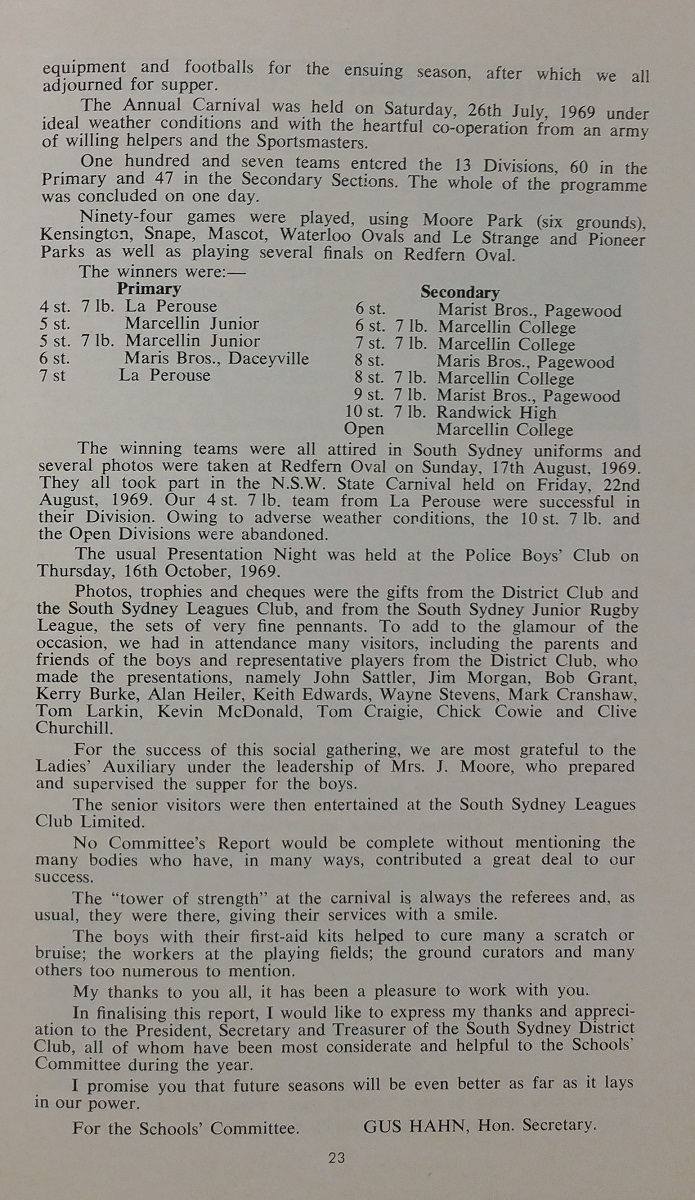 equipment and footballs for the ensuing season, after which we all
adjourned for supper.
The Annual Carnival was held on Saturday, 26th July, 1969 under
ideal weather conditions and with the heartful co-operation from an army
of willing helpers and the Sportsmasters.
One hundred and seven teams entcred the 13 Divisions, 60 in the
Primary and 47 in the Secondary Sections. The whole of the programme
was concluded on one day.
Ninety-four games were played, using Moore Park (six grounds),
Kensington, Snape, Mascot, Waterloo Ovals and Le Strange and Pioneer
Parks as well as playing several finals on Redfern Oval.
The winners were:—
Primary
4 st. 7 lb. La Perouse
5 st. Marcellin Junior
5 st. 7 lb. Marcellin Junior
6 st. Maris Bros., Daceyville
7 st La Perouse
Secondary
6 st. Marist Bros., Pagewood
6 st. 7 lb. Marcellin College
7 st. 7 lb. Marcellin College
8 st. Maris Bros., Pagewood
8 st. 7 lb. Marcellin College
9 st. 7 lb. Marist Bros., Pagewood
10 st. 7 lb. Randwick High
Open Marcellin College
The winning teams were all attired in South Sydney uniforms and
several photos were taken at Redfern Oval on Sunday, 17th August, 1969.
They all took part in the N.S.W. State Carnival held on Friday, 22nd
August, 1969. Our 4 st. 7 lb. team from La Perouse were successful in
their Division. Owing to adverse weather conditions, the 10 st. 7 lb. and
the Open Divisions were abandoned.
The usual Presentation Night was held at the Police Boys' Club on
Thursday, 16th October, 1969.
Photos, trophies and cheques were the gifts from the District Club and
the South Sydney Leagues Club, and from the South Sydney Junior Rugby
League, the sets of very fine pennants. To add to the glamour of the
occasion, we had in attendance many visitors, including the parents and
friends of the boys and representative players from the District Club, who
made the presentations, namely John Sattler, Jim Morgan, Bob Grant,
Kerry Burke, Alan Heiler, Keith Edwards, Wayne Stevens, Mark Cranshaw,
Tom Larkin, Kevin McDonald, Tom Craigie, Chick Cowie and Clive
Churchill.
For the success of this social gathering, we are most grateful to the
Ladies' Auxiliary under the leadership of Mrs. J. Moore, who prepared
and supervised the supper for the boys.
The senior visitors were then entertained at the South Sydney Leagues
Club Limited.
No Committee's Report would be complete without mentioning the
many bodies who have, in many ways, contributed a great deal to our
success.
The "tower of strength" at the carnival is always the referees and, as
usual, they were there, giving their services with a smile.
The boys with their first-aid kits helped to cure many a scratch or
bruise; the workers at the playing fields; the ground curators and many
others too numerous to mention.
My thanks to you all, it has been a pleasure to work with you.
In finalising this report, I would like to express my thanks and appreci-
ation to the President, Secretary and Treasurer of the South Sydney District
Club, all of whom have been most considerate and helpful to the Schools'
Committee during the year.
I promise you that future seasons will be even better as far as it lays
in our power.
For the Schools' Committee. GUS HAHN, Hon. Secretary.
23